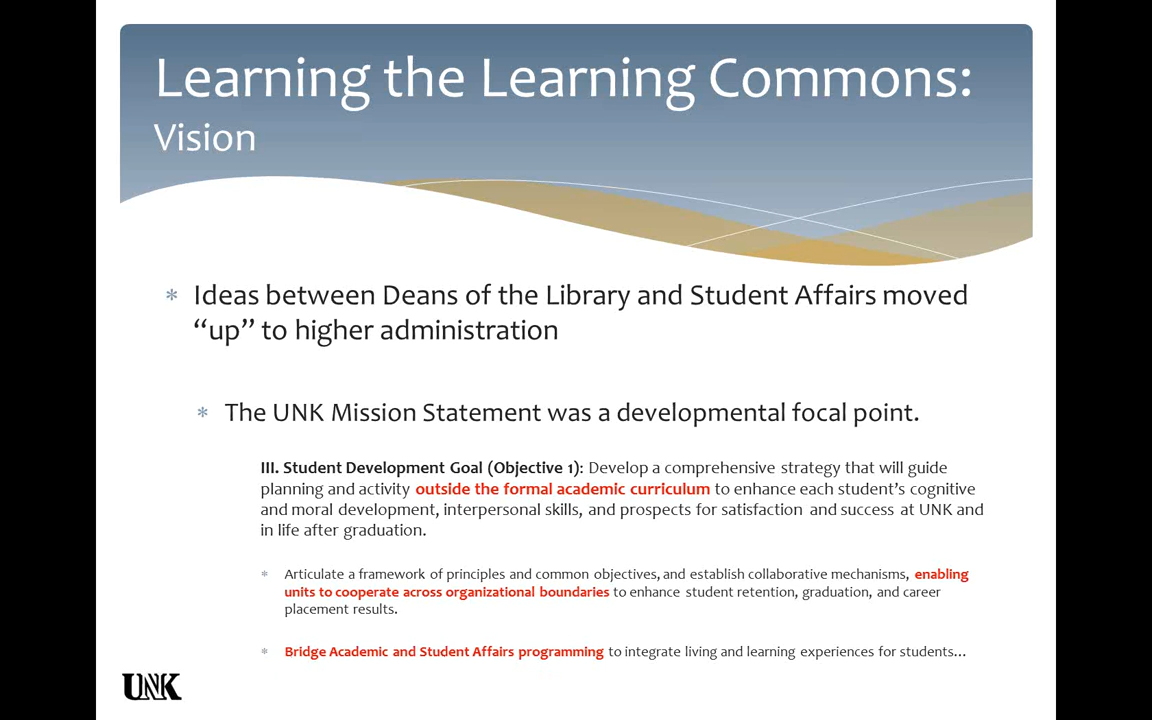 Learning the Learning Commons:
Vision
* Ideas between Deans of the Library and Student Affairs moved
“up” to higher administration
* The UNK Mission Statement was a developmental focal point.
III. Student Development Goal (Objective 1): Develop a comprehensive strategy that will guide
planning and activity outside the formal academic curriculum to enhance each student’s cognitive
and moral development, interpersonal skills, and prospects for satisfaction and success at UNK and
in life after graduation.
* Articulate a framework of principles and common objectives, and establish collaborative mechanisms, enabling
units to cooperate across organizational boundaries to enhance student retention, graduation, and career
placement results.
* Bridge Academic and Student Affairs programming to integrate living and learning experiences for students…
UNK